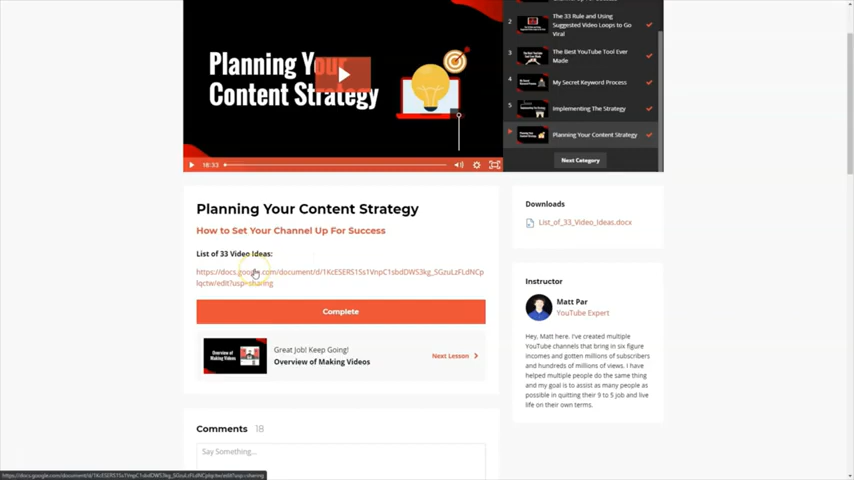 Planning Your
Content Strategy
16:33
2
The 33 Rule and Using
Suggested Video Loops to Go
Viral
3
The Best YouTube Tool Ever
Made
4
My Secret Keyword Process
5
Implementing The Strategy
Planning Your Content Strategy
Next Category
Planning Your Content Strategy
How to Set Your Channel Up For Success
List of 33 Video Ideas:
Complete
Overview of
Making Videos
Great Job! Keep Going!
Overview of Making Videos
Next Lesson
Comments 18
Say Something...
Downloads
List_of_33_Video_Ideas.docx
Instructor
Matt Par
YouTube Expert
Hey, Matt here. I've created multiple
YouTube channels that bring in six figure
incomes and gotten millions of subscribers
and hundreds of millions of views. I have
helped multiple people do the same thing
and my goal is to assist as many people as
possible in quitting their 9 to 5 job and live
life on their own terms.